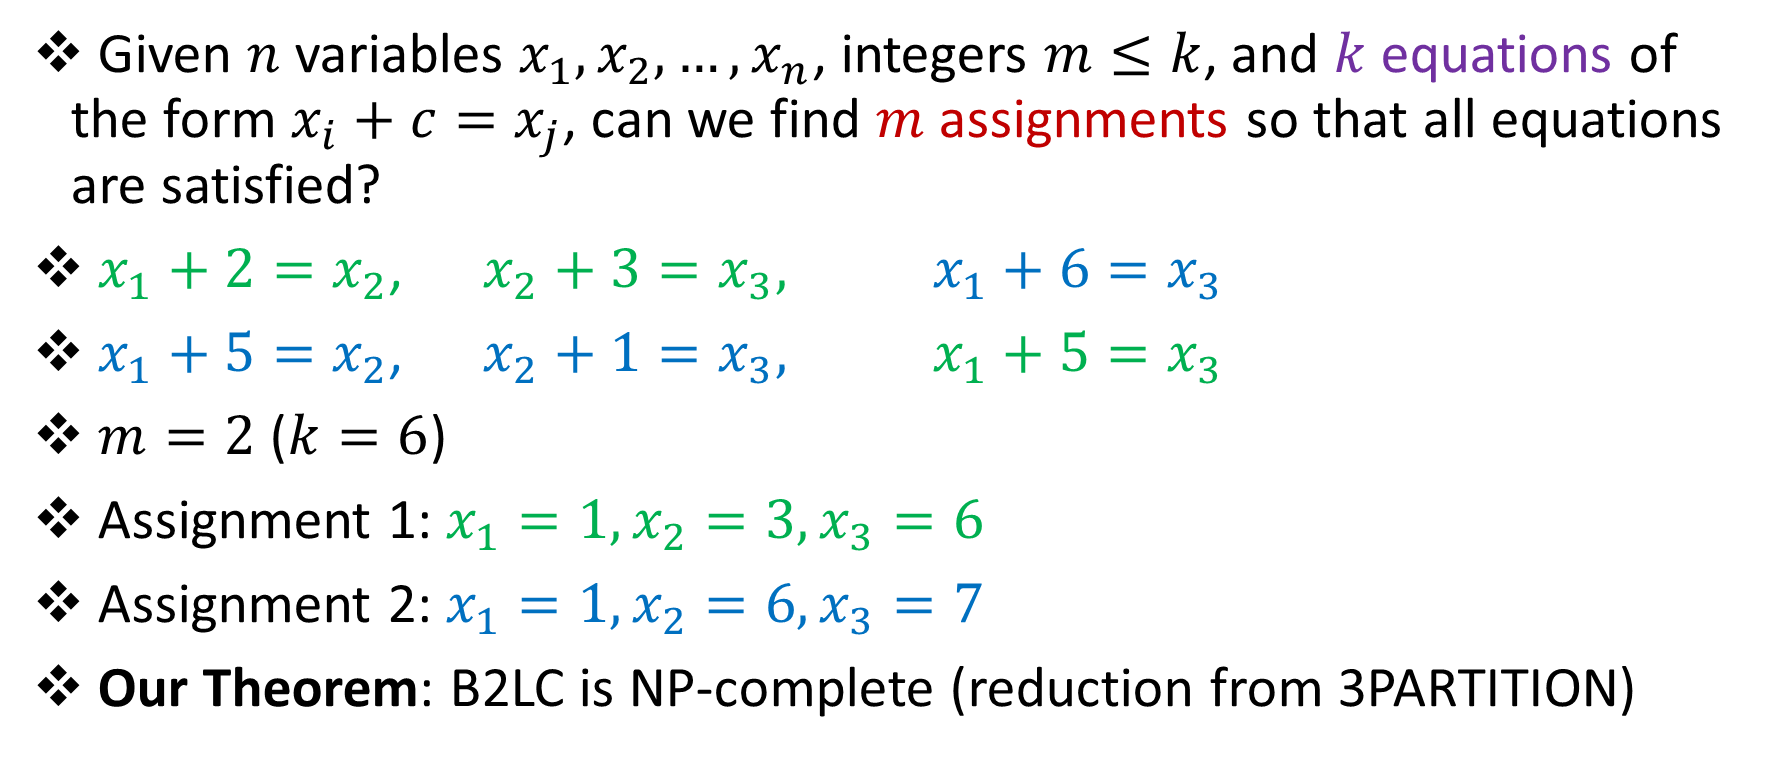 ❖ Given n variables x₁, x₂, … , xₙ, integers m ≤ k, and k equations of
the form xᵢ + c = xⱼ, can we find m assignments so that all equations
are satisfied?
❖ x₁ + 2 = x₂, x₂ + 3 = x₃, x₁ + 6 = x₃
❖ x₁ + 5 = x₂, x₂ + 1 = x₃, x₁ + 5 = x₃
❖ m = 2 (k = 6)
❖ Assignment 1: x₁ = 1, x₂ = 3, x₃ = 6
❖ Assignment 2: x₁ = 1, x₂ = 6, x₃ = 7
❖ Our Theorem: B2LC is NP-complete (reduction from 3PARTITION)